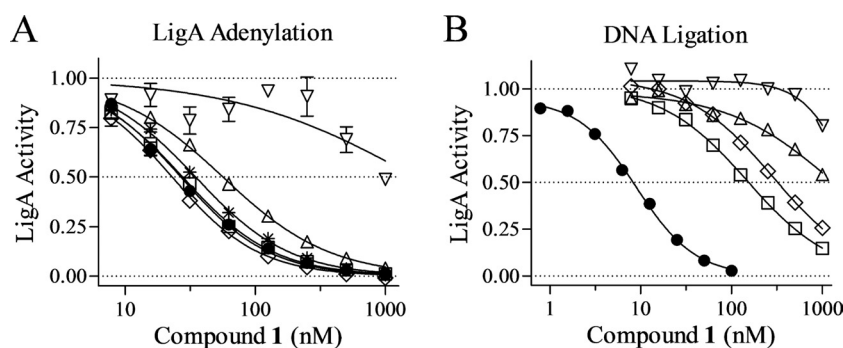 A
LigA Adenylation
1.00
0.75
0.50
0.25
0.00
LigA Activity
10
100
1000
Compound 1 (nM)
B
DNA Ligation
1.00
0.75
0.50
0.25
0.00
LigA Activity
1
10
100
1000
Compound 1 (nM)